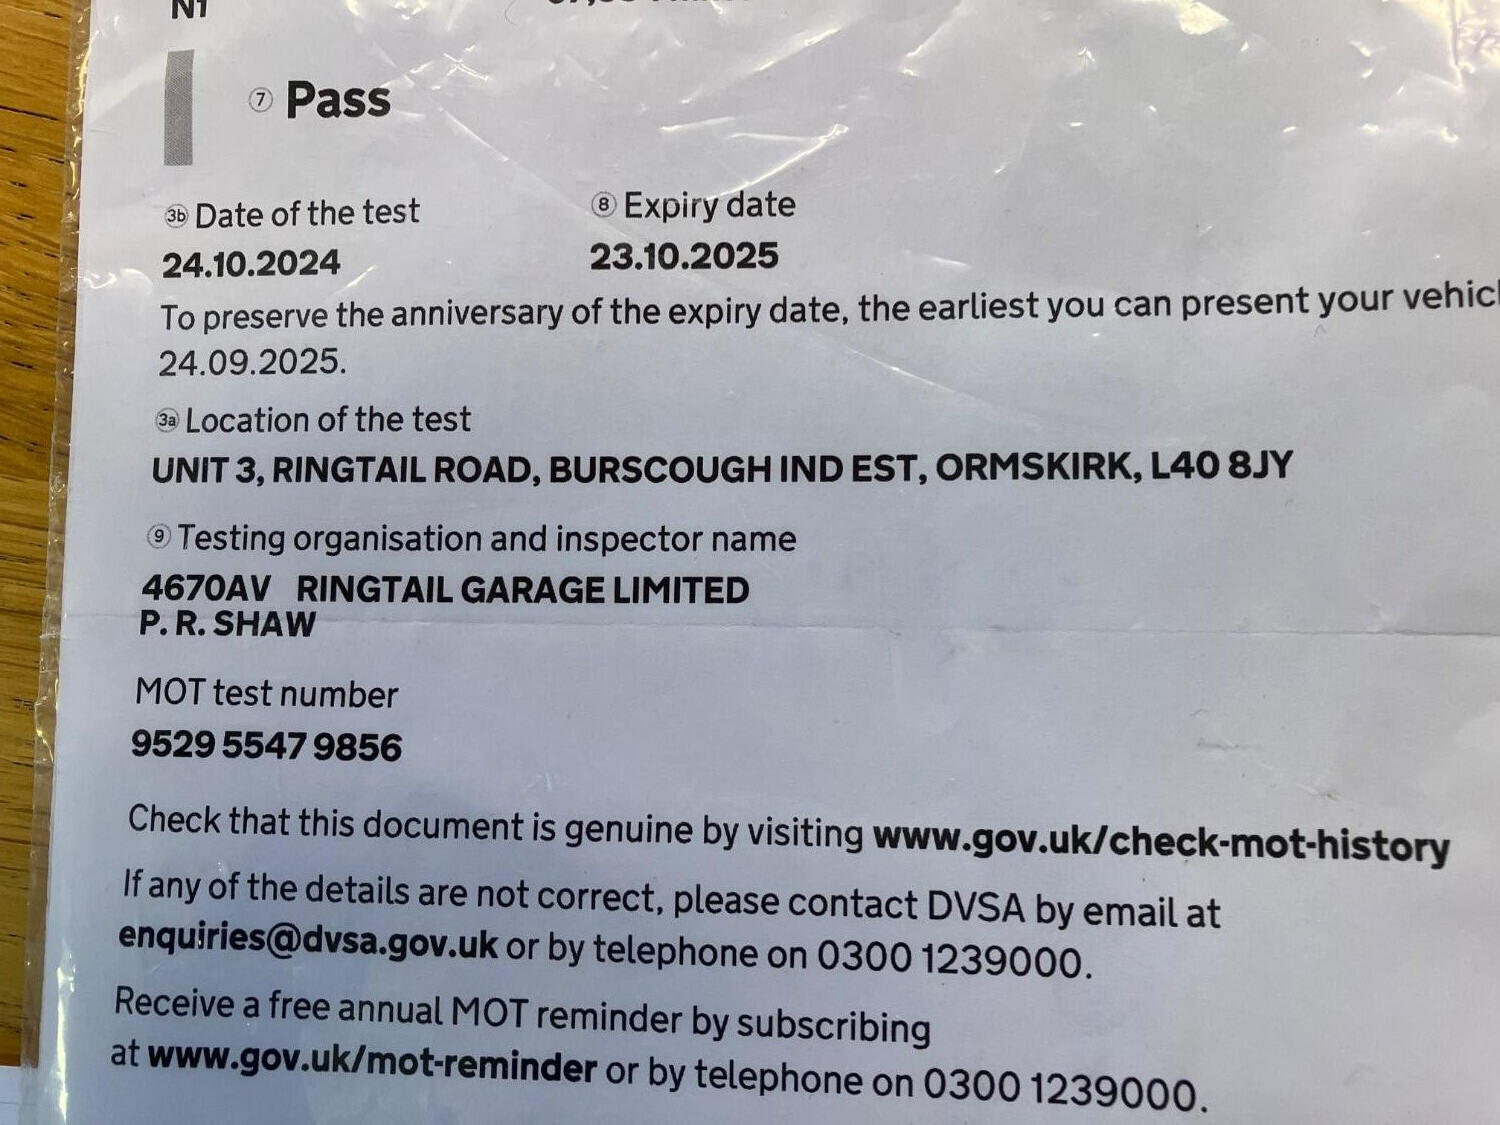 N1
7 Pass
3b Date of the test
8 Expiry date
24.10.2024
23.10.2025
To preserve the anniversary of the expiry date, the earliest you can present your
24.09.2025.
3a Location of the test
UNIT 3, RINGTAIL ROAD, BURSCOUGH IND EST, ORMSKIRK, L40 8JY
9 Testing organisation and inspector name
4670AV RINGTAIL GARAGE LIMITED
P. R. SHAW
MOT test number
9529 5547 9856
Check that this document is genuine by visiting www.gov.uk/check-mot-history
If any of the details are not correct, please contact DVSA by email at
enquiries@dvsa.gov.uk or by telephone on 0300 1239000.
Receive a free annual MOT reminder by subscribing
at www.gov.uk/mot-reminder or by telephone on 0300 1239000.